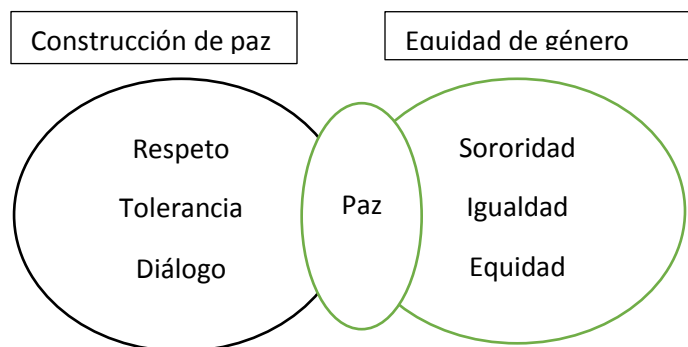 Construcción de paz
Equidad de género
Respeto
Tolerancia
Diálogo
Paz
Sororidad
Igualdad
Equidad